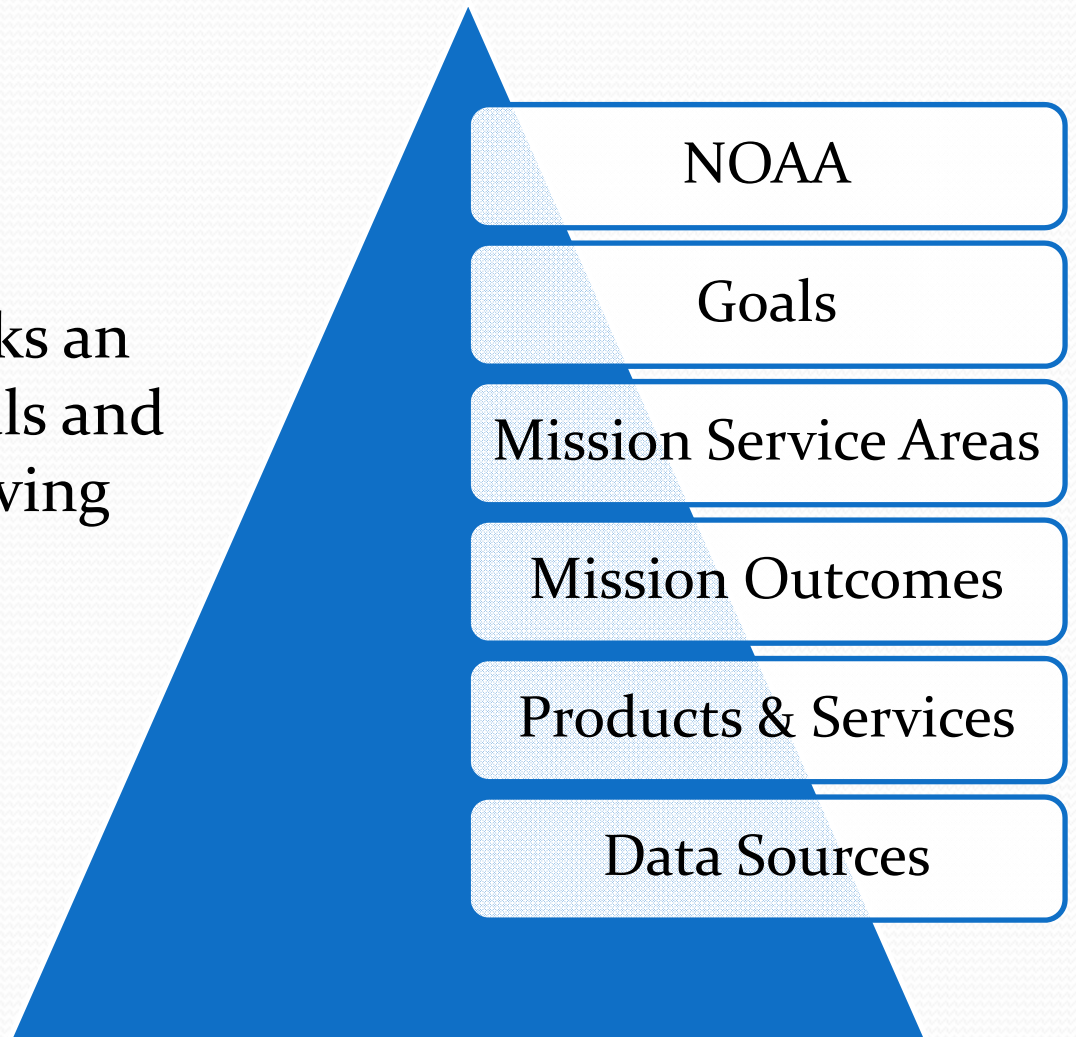 NOAA
Goals
ks an
ls and
Mission Service Areas
ving
Mission Outcomes
Products & Services
Data Sources